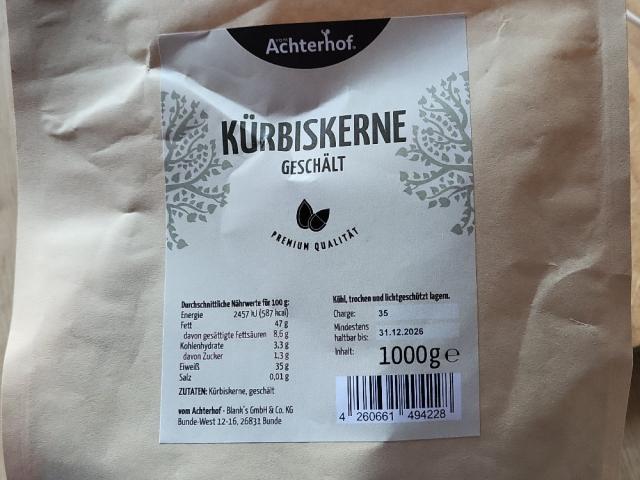 vom
Achterhof
KÜRBISKERNE
GESCHÄLT
PREMIUM QUALITÄT
Durchschnittliche Nährwerte für 100 g:
Energie 2457 kJ (587 kcal)
Fett 47 g
davon gesättigte Fettsäuren 8,6 g
Kohlenhydrate 3,3 g
davon Zucker 1,3 g
Eiweiß 35 g
Salz 0,01 g
ZUTATEN: Kürbiskerne, geschält
vom Achterhof · Blank's GmbH & Co. KG
Bunde-West 12-16, 26831 Bunde
Kühl, trocken und lichtgeschützt lagern.
Charge: 35
Mindestens
haltbar bis: 31.12.2026
Inhalt: 1000g ℮
4 260661 494228